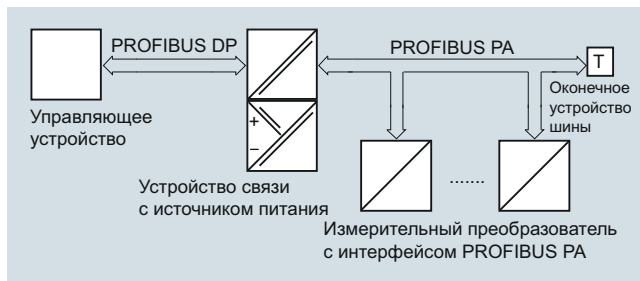 PROFIBUS DP
PROFIBUS PA
T
Управляющее
устройство
+
–
Оконечное
устройство
шины
Устройство связи
с источником питания
.......
Измерительный преобразователь
с интерфейсом PROFIBUS PA